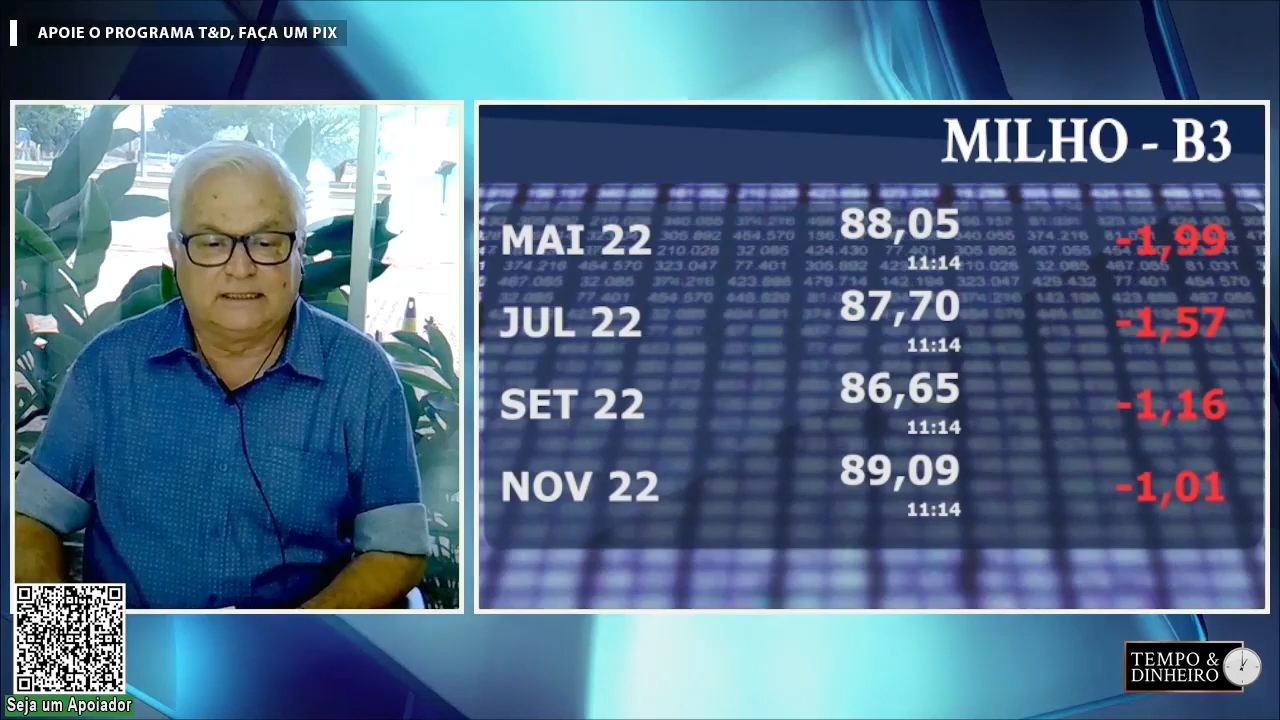 APOIE O PROGRAMA T&D, FAÇA UM PIX
MILHO - B3
MAI 22 88,05 -1,99
11:14
JUL 22 87,70 -1,57
11:14
SET 22 86,65 -1,16
11:14
NOV 22 89,09 -1,01
11:14
Seja um Apoiador
TEMPO &
DINHEIRO